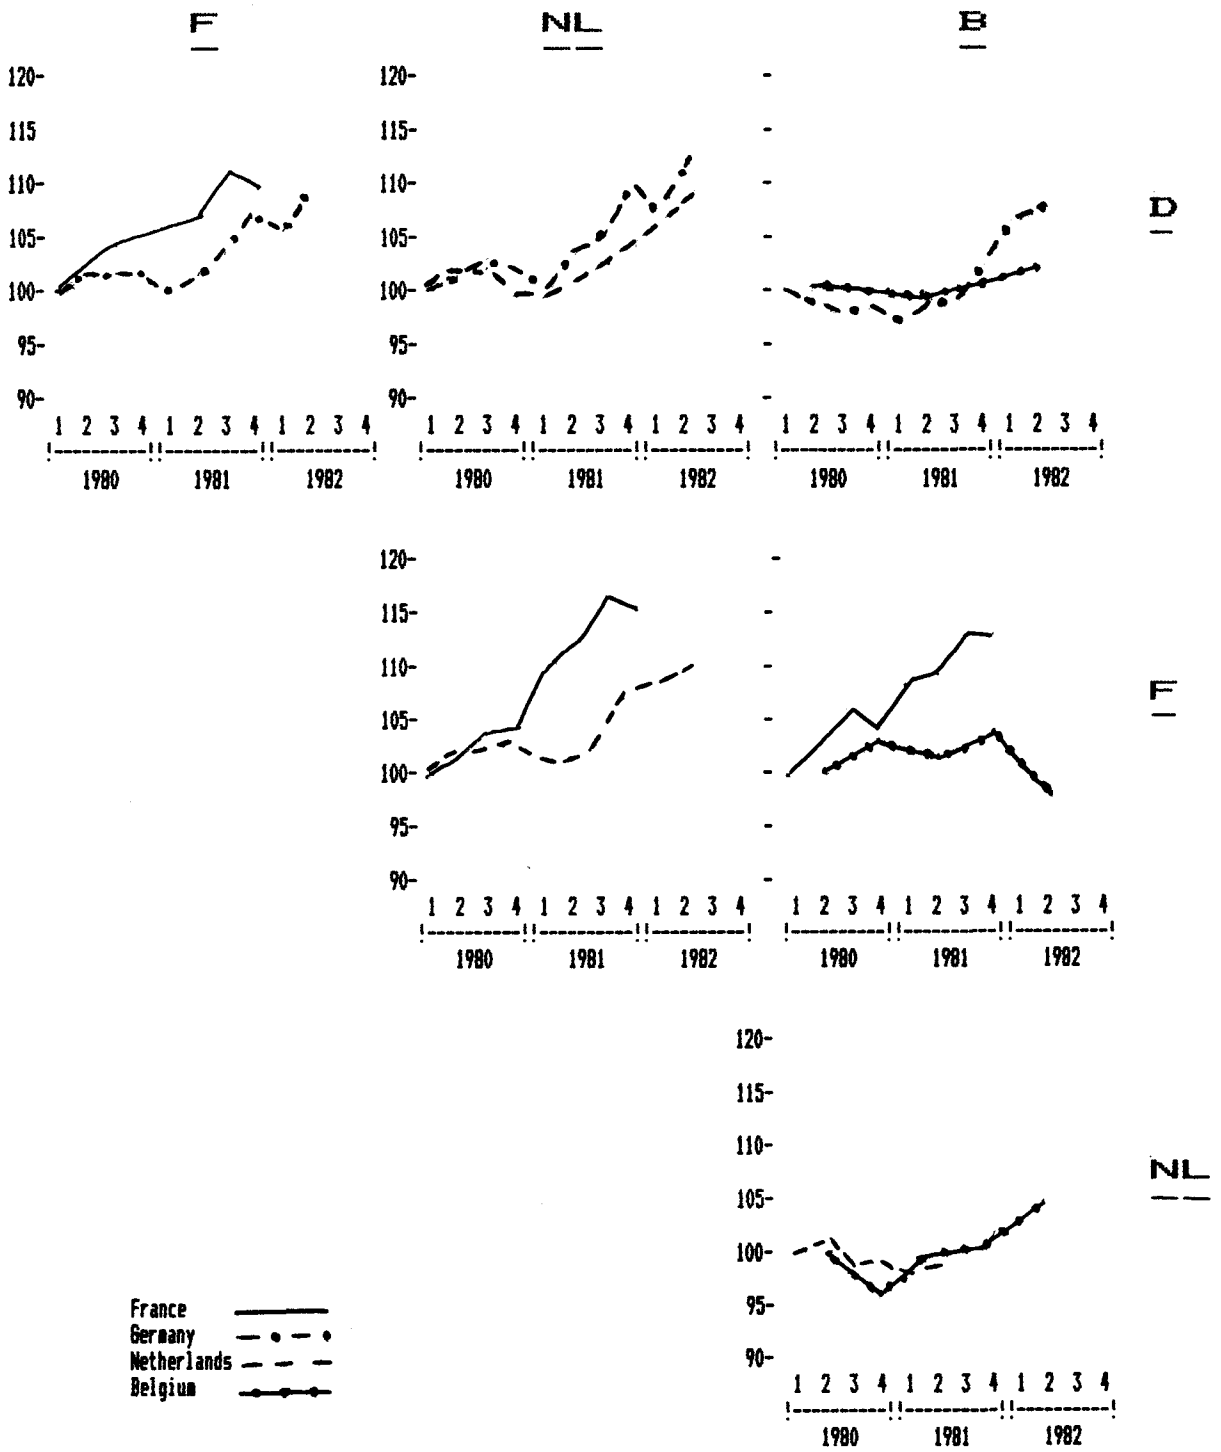 F NL B
120- 120- -
115 115- -
110- 110- -
105- 105- - D
100- 100- -
95- 95- -
90- 90- -
1 2 3 4 1 2 3 4 1 2 3 4 1 2 3 4 1 2 3 4 1 2 3 4 1 2 3 4 1 2 3 4 1 2 3 4
1980 1981 1982 1980 1981 1982 1980 1981 1982
120- -
115- -
110- -
105- - F
100- -
95- -
90- -
1 2 3 4 1 2 3 4 1 2 3 4 1 2 3 4 1 2 3 4 1 2 3 4
1980 1981 1982 1980 1981 1982
120-
115-
110-
105- NL
100-
95-
90-
1 2 3 4 1 2 3 4 1 2 3 4
1980 1981 1982
France
Germany
Netherlands
Belgium